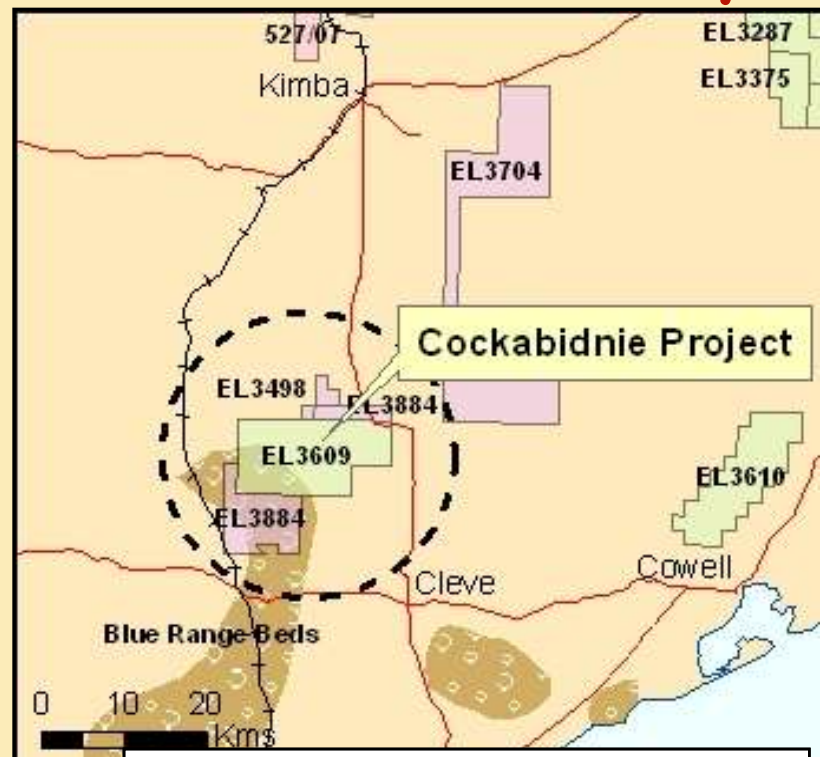 527/07
EL3287
Kimba
EL3375
EL3704
Cockabidnie Project
EL3498
EL3884
EL3609
EL3610
EL3884
Cowell
Cleve
Blue Range Beds
0 10 20
Kms